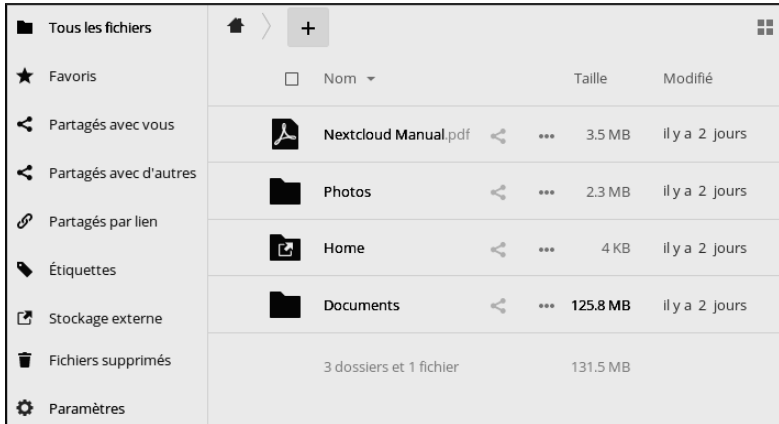 Tous les fichiers
Favoris
Partagés avec vous
Partagés avec d'autres
Partagés par lien
Étiquettes
Stockage externe
Fichiers supprimés
Paramètres
Nom Taille Modifié
Nextcloud Manual.pdf 3.5 MB il y a 2 jours
Photos 2.3 MB il y a 2 jours
Home 4 KB il y a 2 jours
Documents 125.8 MB il y a 2 jours
3 dossiers et 1 fichier 131.5 MB